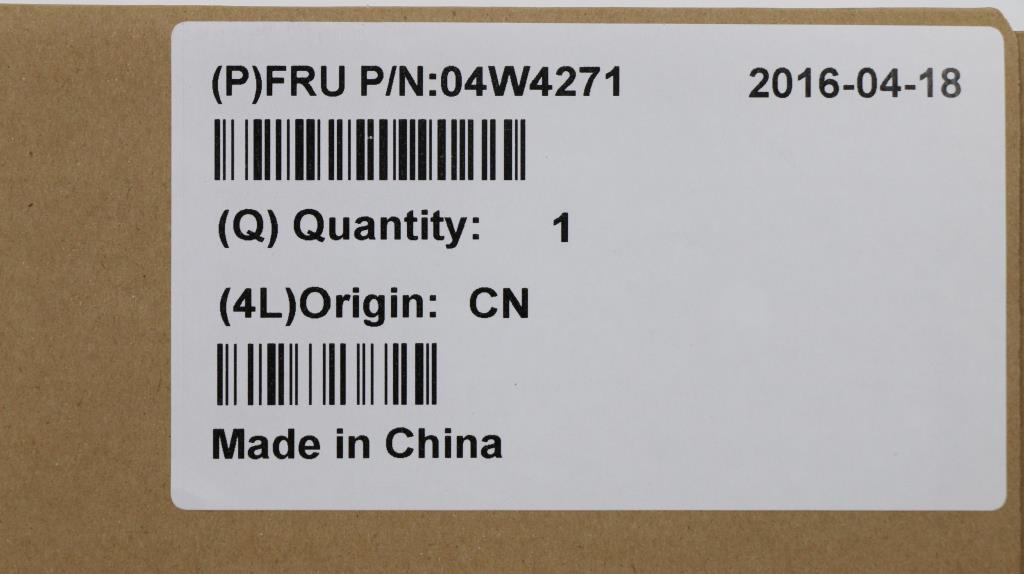 (P)FRU P/N:04W4271 2016-04-18
(Q) Quantity: 1
(4L)Origin: CN
Made in China